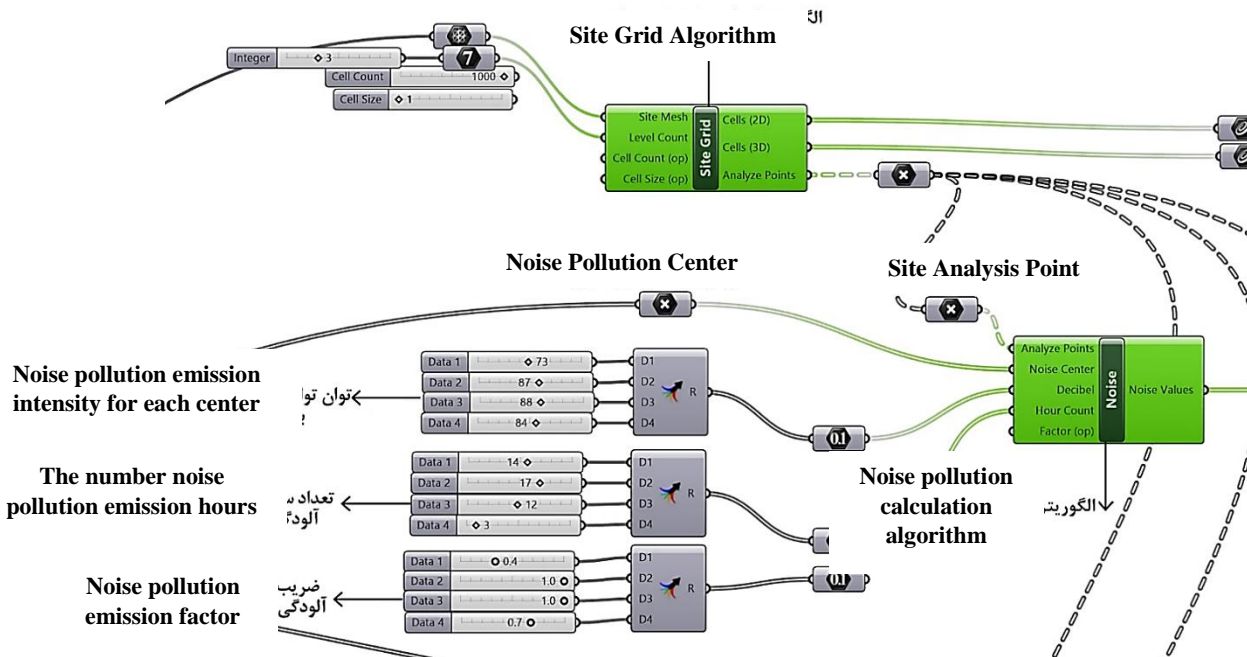 Site Grid Algorithm
Integer 3
7
Cell Count 1000
Cell Size 1
Site Mesh
Level Count
Cell Count (op)
Cell Size (op)
Site Grid
Cells (2D)
Cells (3D)
Analyze Points
Noise Pollution Center
Site Analysis Point
Noise pollution emission
intensity for each center
توان
Data 1 73
Data 2 87
Data 3 88
Data 4 84
D1
D2
D3
D4
R
0.1
Analyze Points
Noise Center
Decibel
Hour Count
Factor (op)
Noise
Noise Values
The number noise
pollution emission hours
تعداد
Data 1 14
Data 2 17
Data 3 12
Data 4 3
D1
D2
D3
D4
R
Noise pollution
calculation
algorithm
Noise pollution
emission factor
ضریب
آلودگی
Data 1 0.4
Data 2 1.0
Data 3 1.0
Data 4 0.7
D1
D2
D3
D4
R
0.1